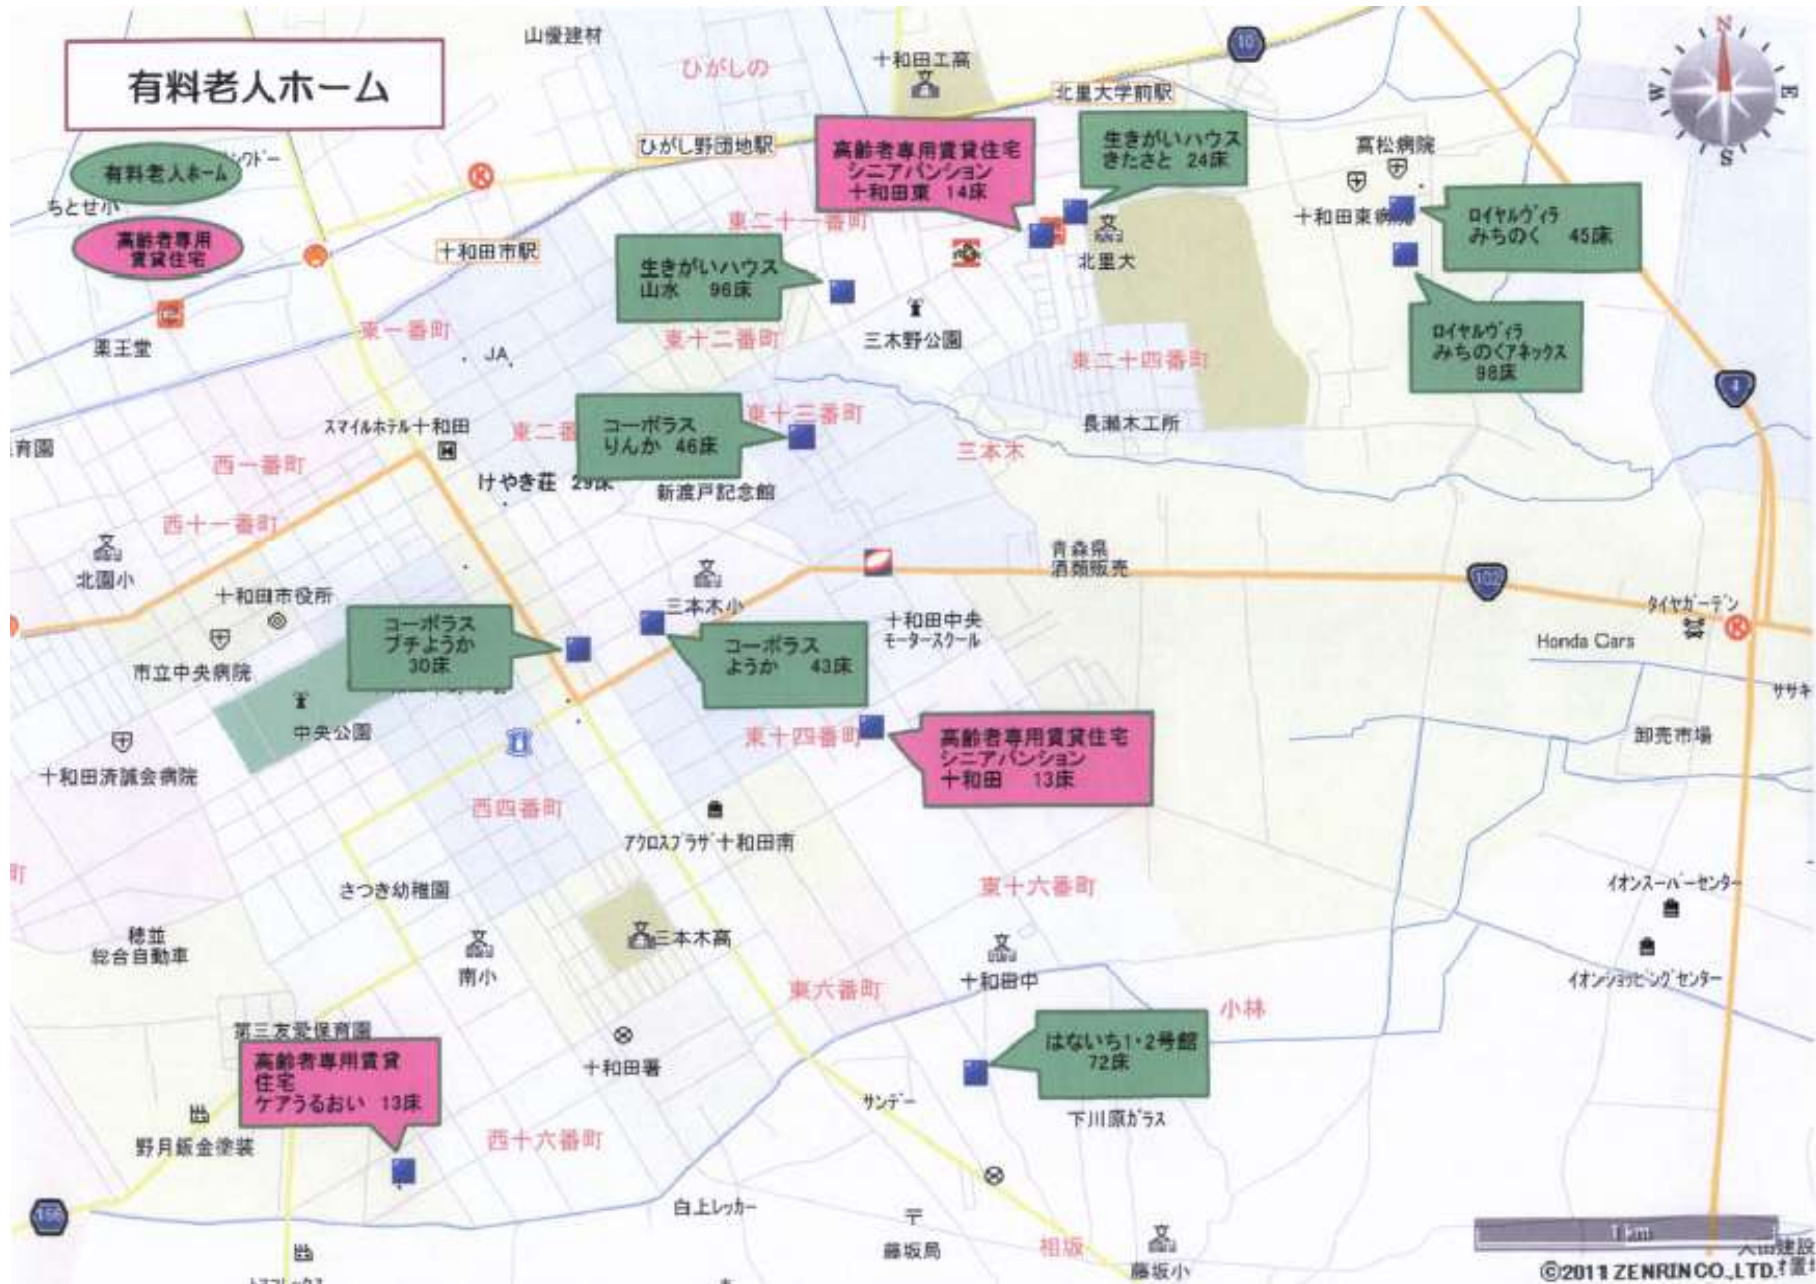 有料老人ホーム
有料老人ホーム
高齢者専用
賃貸住宅
山優建材
ひがしの
十和田工高
10
北里大学前駅
ひがし野団地駅
高齢者専用賃貸住宅
シニアパンション
十和田東 14床
生きがいハウス
きたさと 24床
高松病院
十和田東病院
ロイヤルヴィラ
みちのく 45床
N
W
E
S
ちとせ小
十和田市駅
東二十一番町
北里大
生きがいハウス
山水 96床
薬王堂
東一番町
JA
東十二番町
三木野公園
東二十四番町
ロイヤルヴィラ
みちのくアネックス
98床
4
スマイルホテル十和田
東二番
コーポラス
りんか 46床
東十三番町
長瀬木工所
育園
西一番町
けやき荘 29床
新渡戸記念館
三本木
西十一番町
北園小
十和田市役所
三本木小
青森県
酒類販売
102
タイヤガーデン
Honda Cars
市立中央病院
コーポラス
プチようか
30床
コーポラス
ようか 43床
十和田中央
モータースクール
ササキ
中央公園
東十四番町
高齢者専用賃貸住宅
シニアパンション
十和田 13床
卸売市場
十和田済誠会病院
西四番町
アクロスプラザ十和田南
町
さつき幼稚園
東十六番町
イオンスーパーセンター
穂並
総合自動車
南小
三本木高
東六番町
十和田中
イオンショッピングセンター
小林
第三友愛保育園
高齢者専用賃貸
住宅
ケアうるおい 13床
十和田署
はないち1・2号館
72床
サンデー
下川原ガラス
野月鈑金塗装
西十六番町
166
白上レッカー
藤坂局
相坂
藤坂小
1km
©2011 ZENRIN CO., LTD.